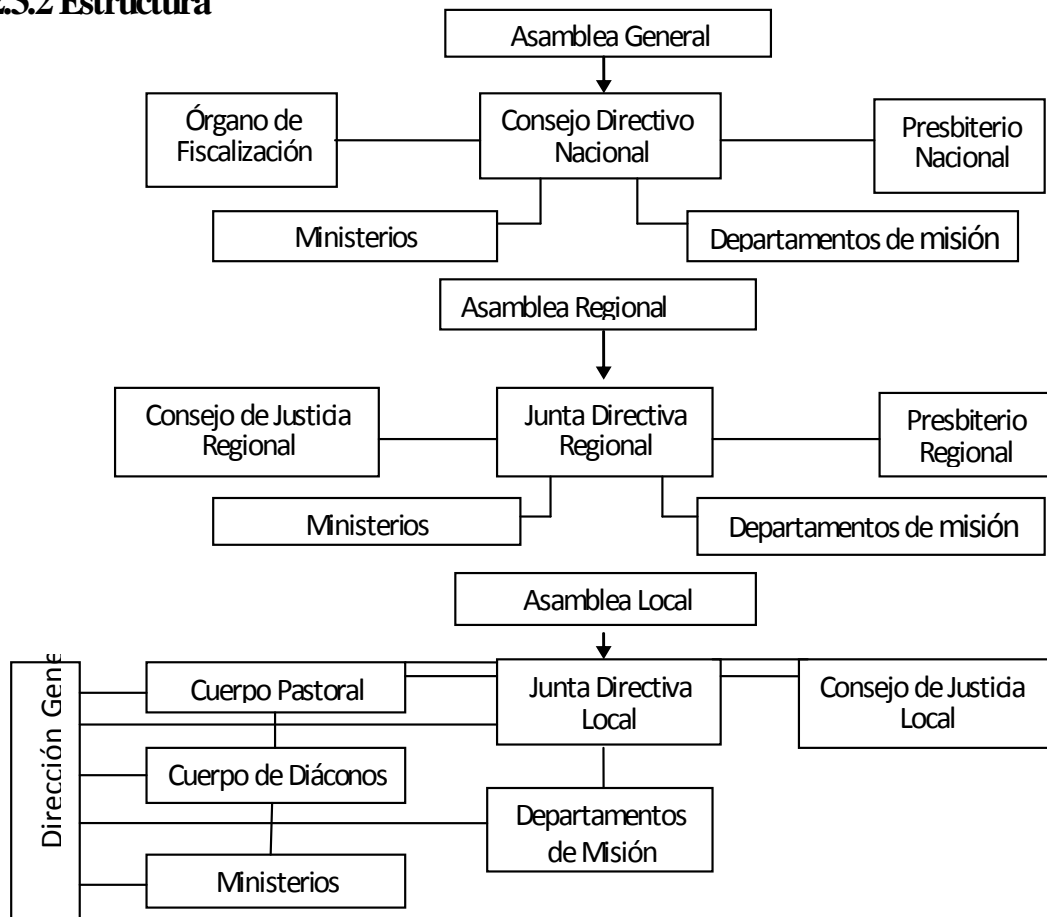 2.3.2 Estructura
Asamblea General
Órgano de
Fiscalización
Consejo Directivo
Nacional
Presbiterio
Nacional
Ministerios
Departamentos de misión
Asamblea Regional
Consejo de Justicia
Regional
Junta Directiva
Regional
Presbiterio
Regional
Ministerios
Departamentos de misión
Asamblea Local
Dirección Gene
Cuerpo Pastoral
Junta Directiva
Local
Consejo de Justicia
Local
Cuerpo de Diáconos
Departamentos
de Misión
Ministerios